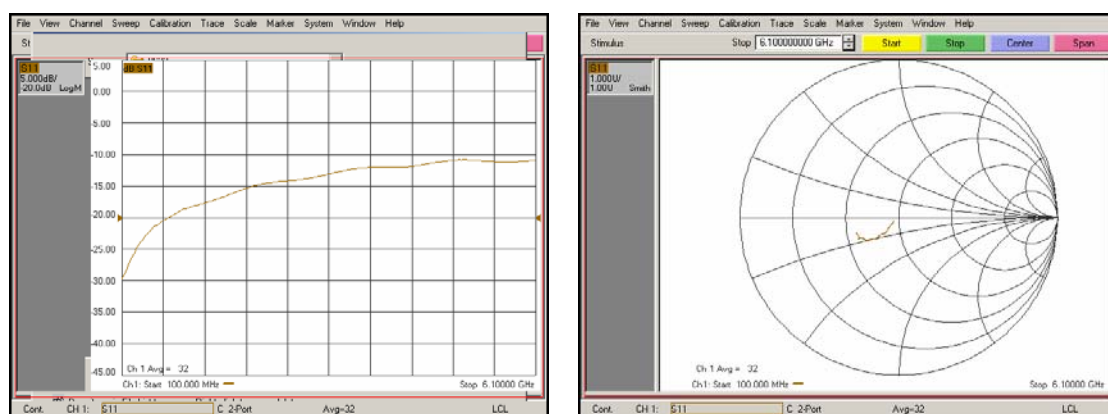 File View Channel Sweep Calibration Trace Scale Marker System Window Help
St
S11
5.000dB/
-20.0dB LogM
dB S11
5.00
0.00
-5.00
-10.00
-15.00
-20.00
-25.00
-30.00
-35.00
-40.00
-45.00
Ch 1 Avg = 32
Ch1: Start 100.000 MHz
Stop 6.10000 GHz
Cont. CH 1: S11 C 2-Port Avg=32 LCL
File View Channel Sweep Calibration Trace Scale Marker System Window Help
Stimulus Stop 6.100000000 GHz Start Stop Center Span
S11
1.000U/
1.00U Smith
Ch 1 Avg = 32
Ch1: Start 100.000 MHz
Stop 6.10000 GHz
Cont. CH 1: S11 C 2-Port Avg=32 LCL